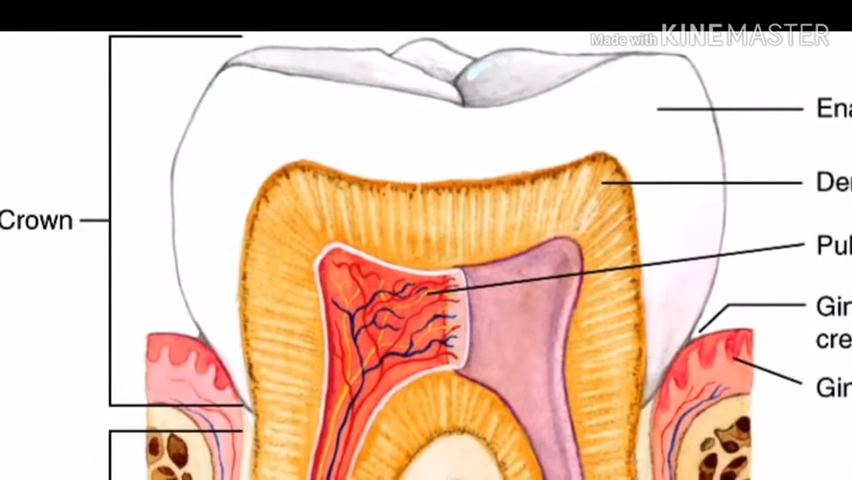 Made with KINEMASTER
Ena
Der
Crown
Pul
Gin
cre
Gin